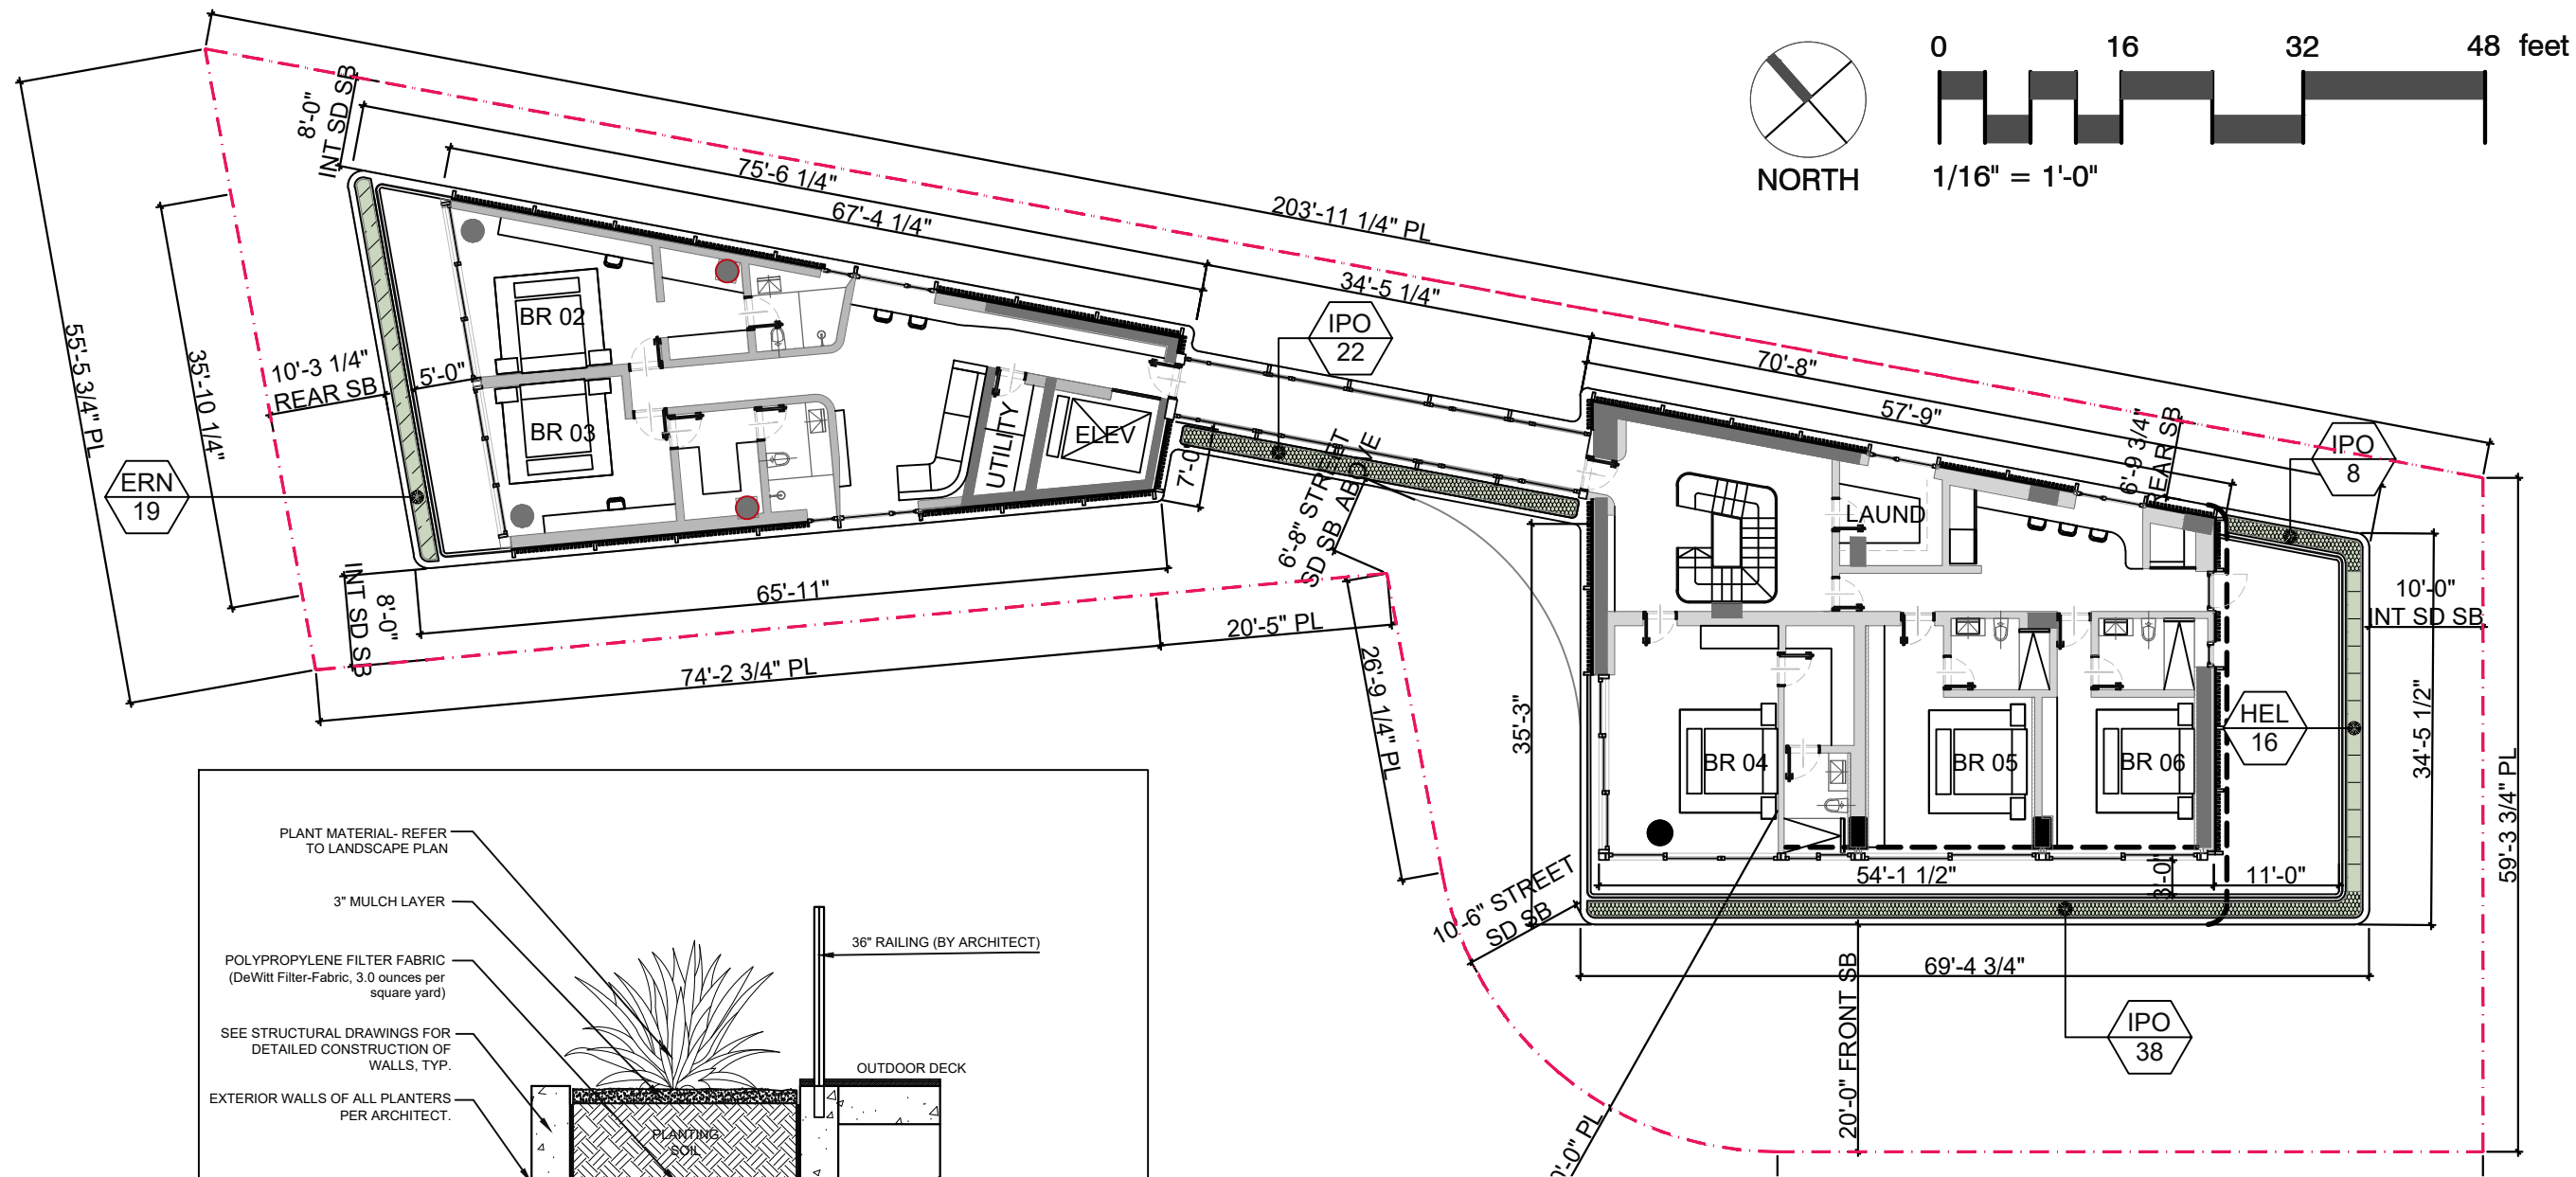 0 16 32 48 feet
NORTH
1/16" = 1'-0"
8'-0"
INT SD SB
75'-6 1/4"
67'-4 1/4"
203'-11 1/4" PL
34'-5 1/4"
IPO
22
70'-8"
57'-9"
6'-9 3/4"
REAR SB
IPO
8
55'-5 3/4" PL
35'-10 1/4"
10'-3 1/4"
REAR SB
5'-0"
BR 02
BR 03
UTILITY
ELEV
7'-0"
ERN
19
6'-8" STREET
SD SB ABOVE
LAUND
10'-0"
INT SD SB
INT SD SB
8'-0"
65'-11"
20'-5" PL
74'-2 3/4" PL
26'-9 1/4" PL
35'-3"
BR 04
BR 05
BR 06
HEL
16
34'-5 1/2"
59'-3 3/4" PL
54'-1 1/2"
3'-0"
11'-0"
10'-6" STREET
SD SB
69'-4 3/4"
20'-0" FRONT SB
IPO
38
0'-0" PL
PLANT MATERIAL- REFER
TO LANDSCAPE PLAN
3" MULCH LAYER
POLYPROPYLENE FILTER FABRIC
(DeWitt Filter-Fabric, 3.0 ounces per
square yard)
SEE STRUCTURAL DRAWINGS FOR
DETAILED CONSTRUCTION OF
WALLS, TYP.
EXTERIOR WALLS OF ALL PLANTERS
PER ARCHITECT.
36" RAILING (BY ARCHITECT)
OUTDOOR DECK
PLANTING
SOIL